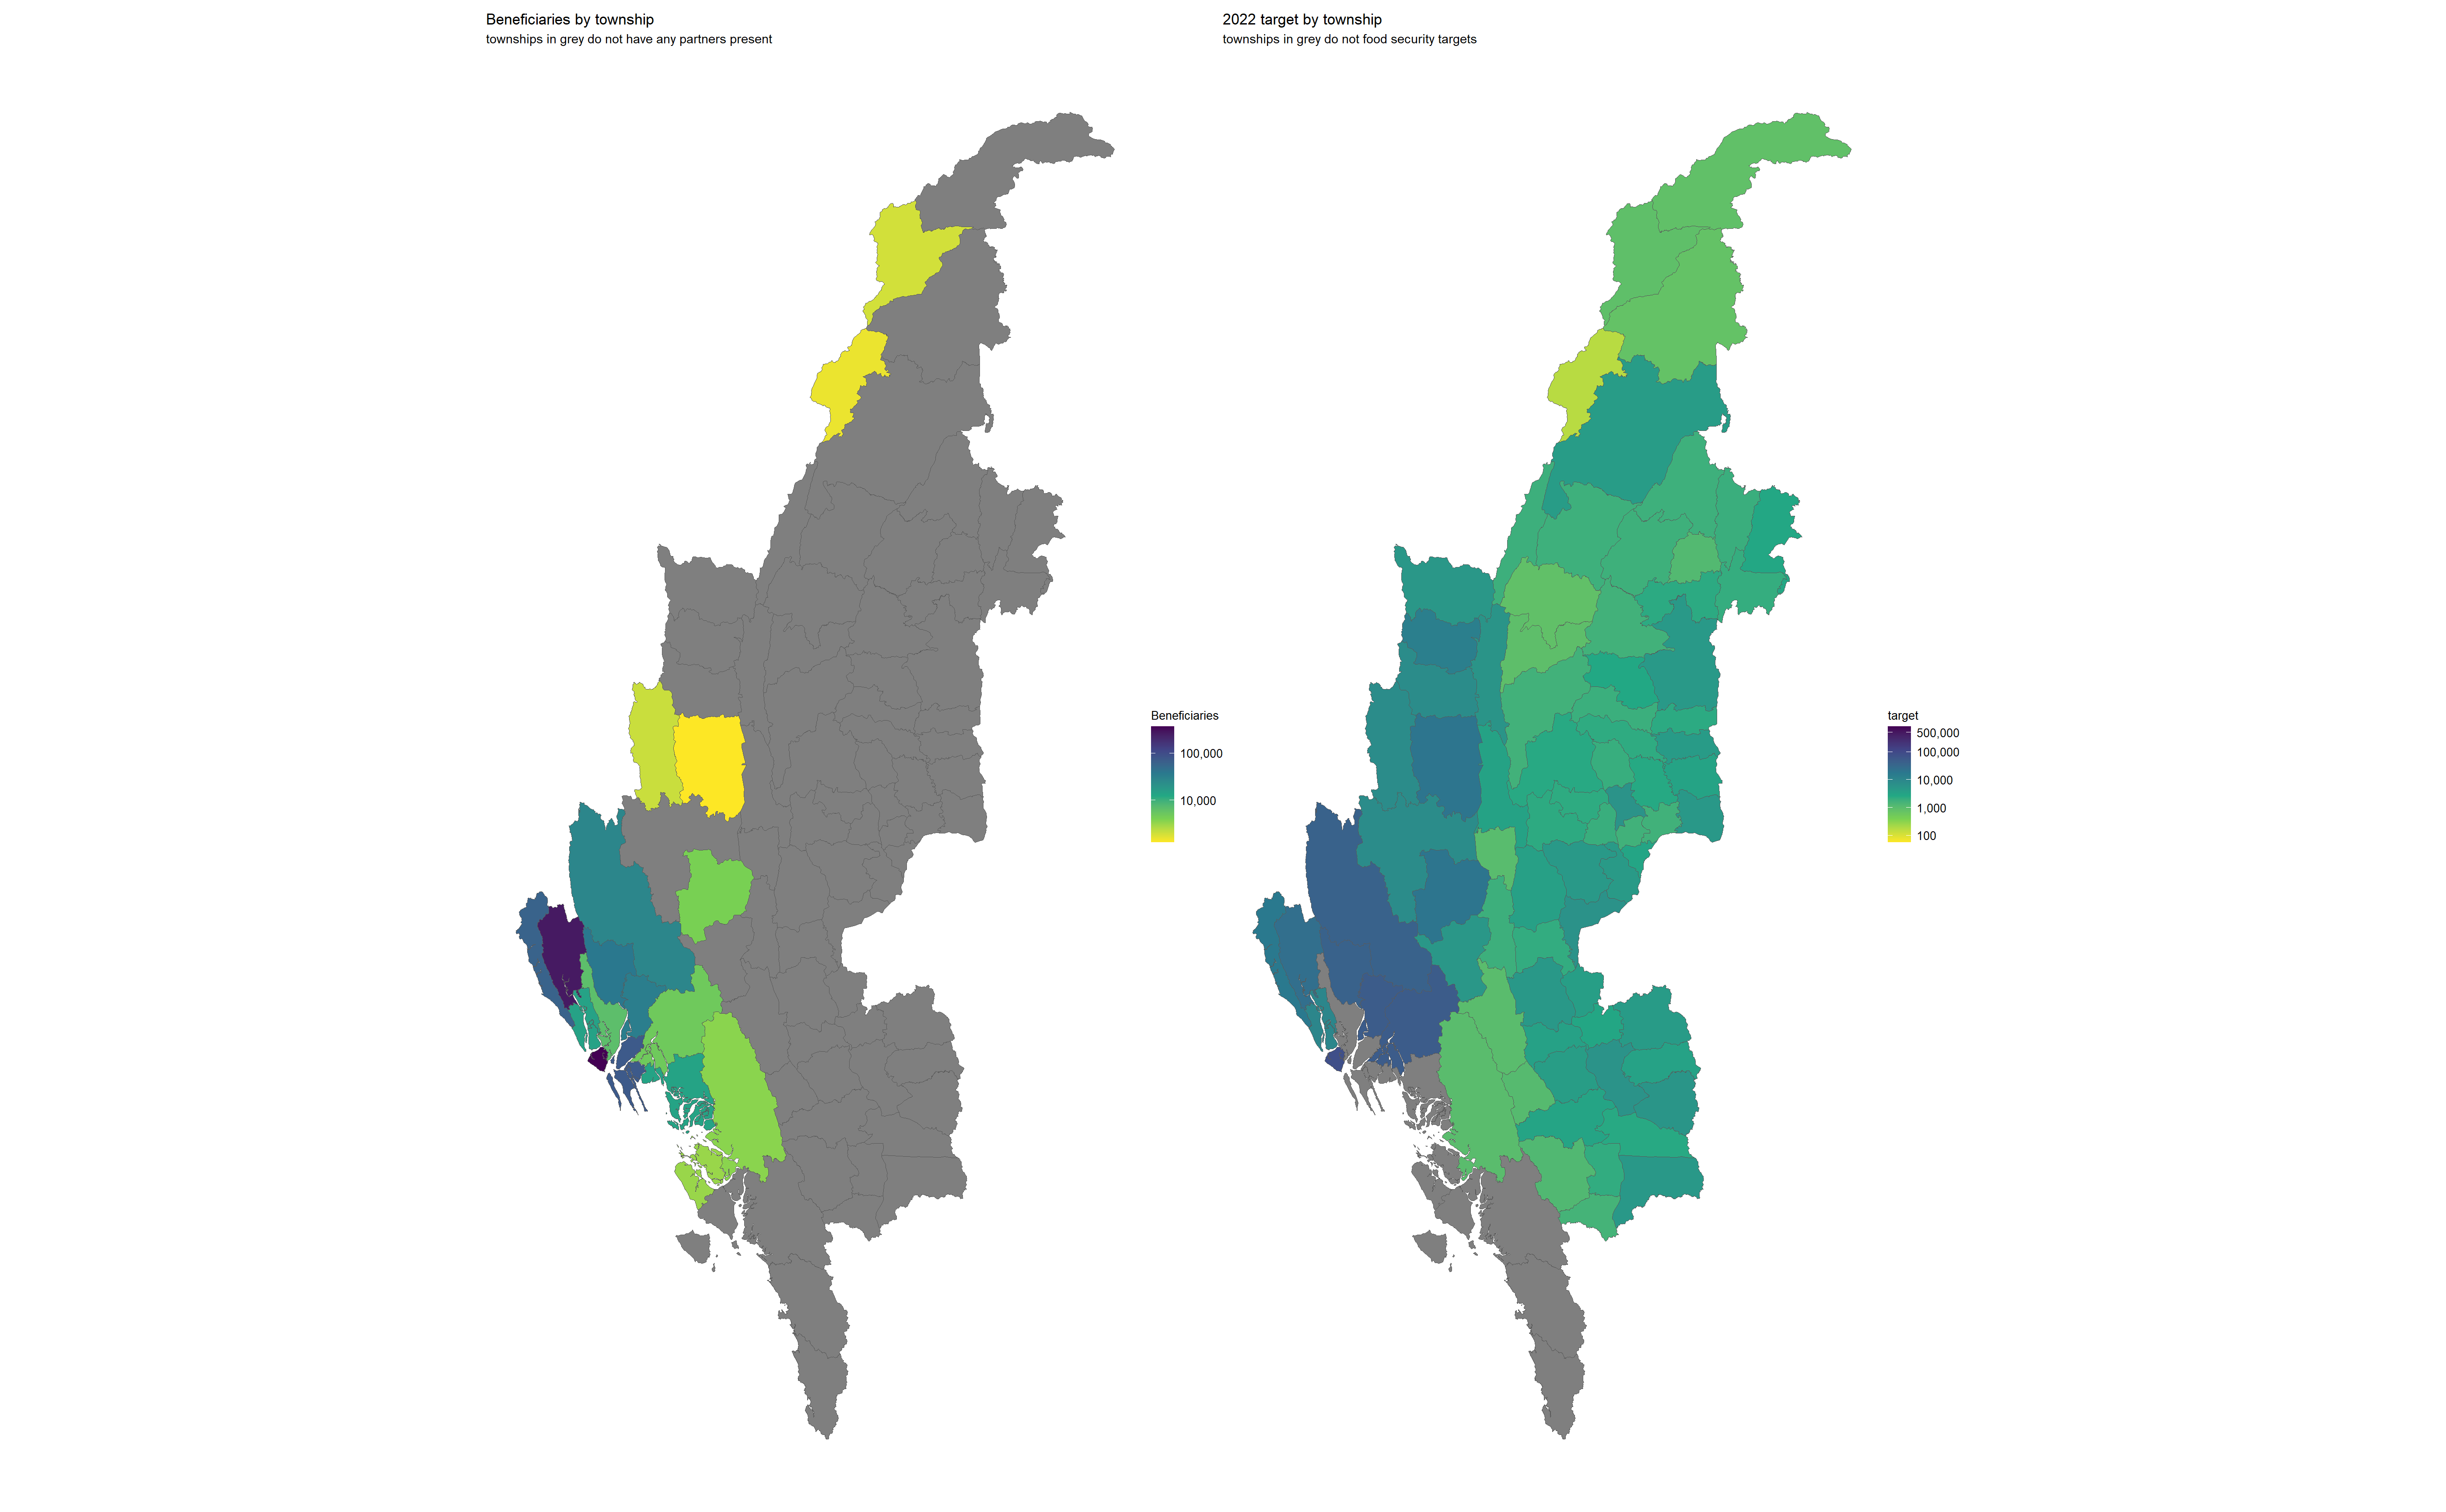 Beneficiaries by township
townships in grey do not have any partners present
Beneficiaries
100,000
10,000
2022 target by township
townships in grey do not food security targets
target
500,000
100,000
10,000
1,000
100